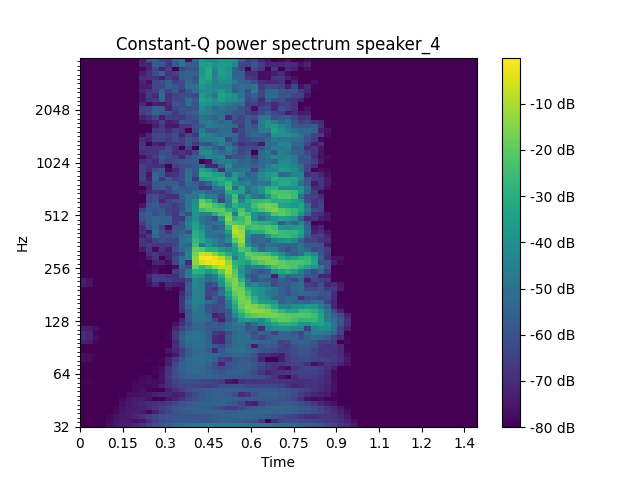 Constant-Q power spectrum speaker_4
Hz
2048
1024
512
256
128
64
32
0 0.15 0.3 0.45 0.6 0.75 0.9 1.1 1.2 1.4
Time
-10 dB
-20 dB
-30 dB
-40 dB
-50 dB
-60 dB
-70 dB
-80 dB